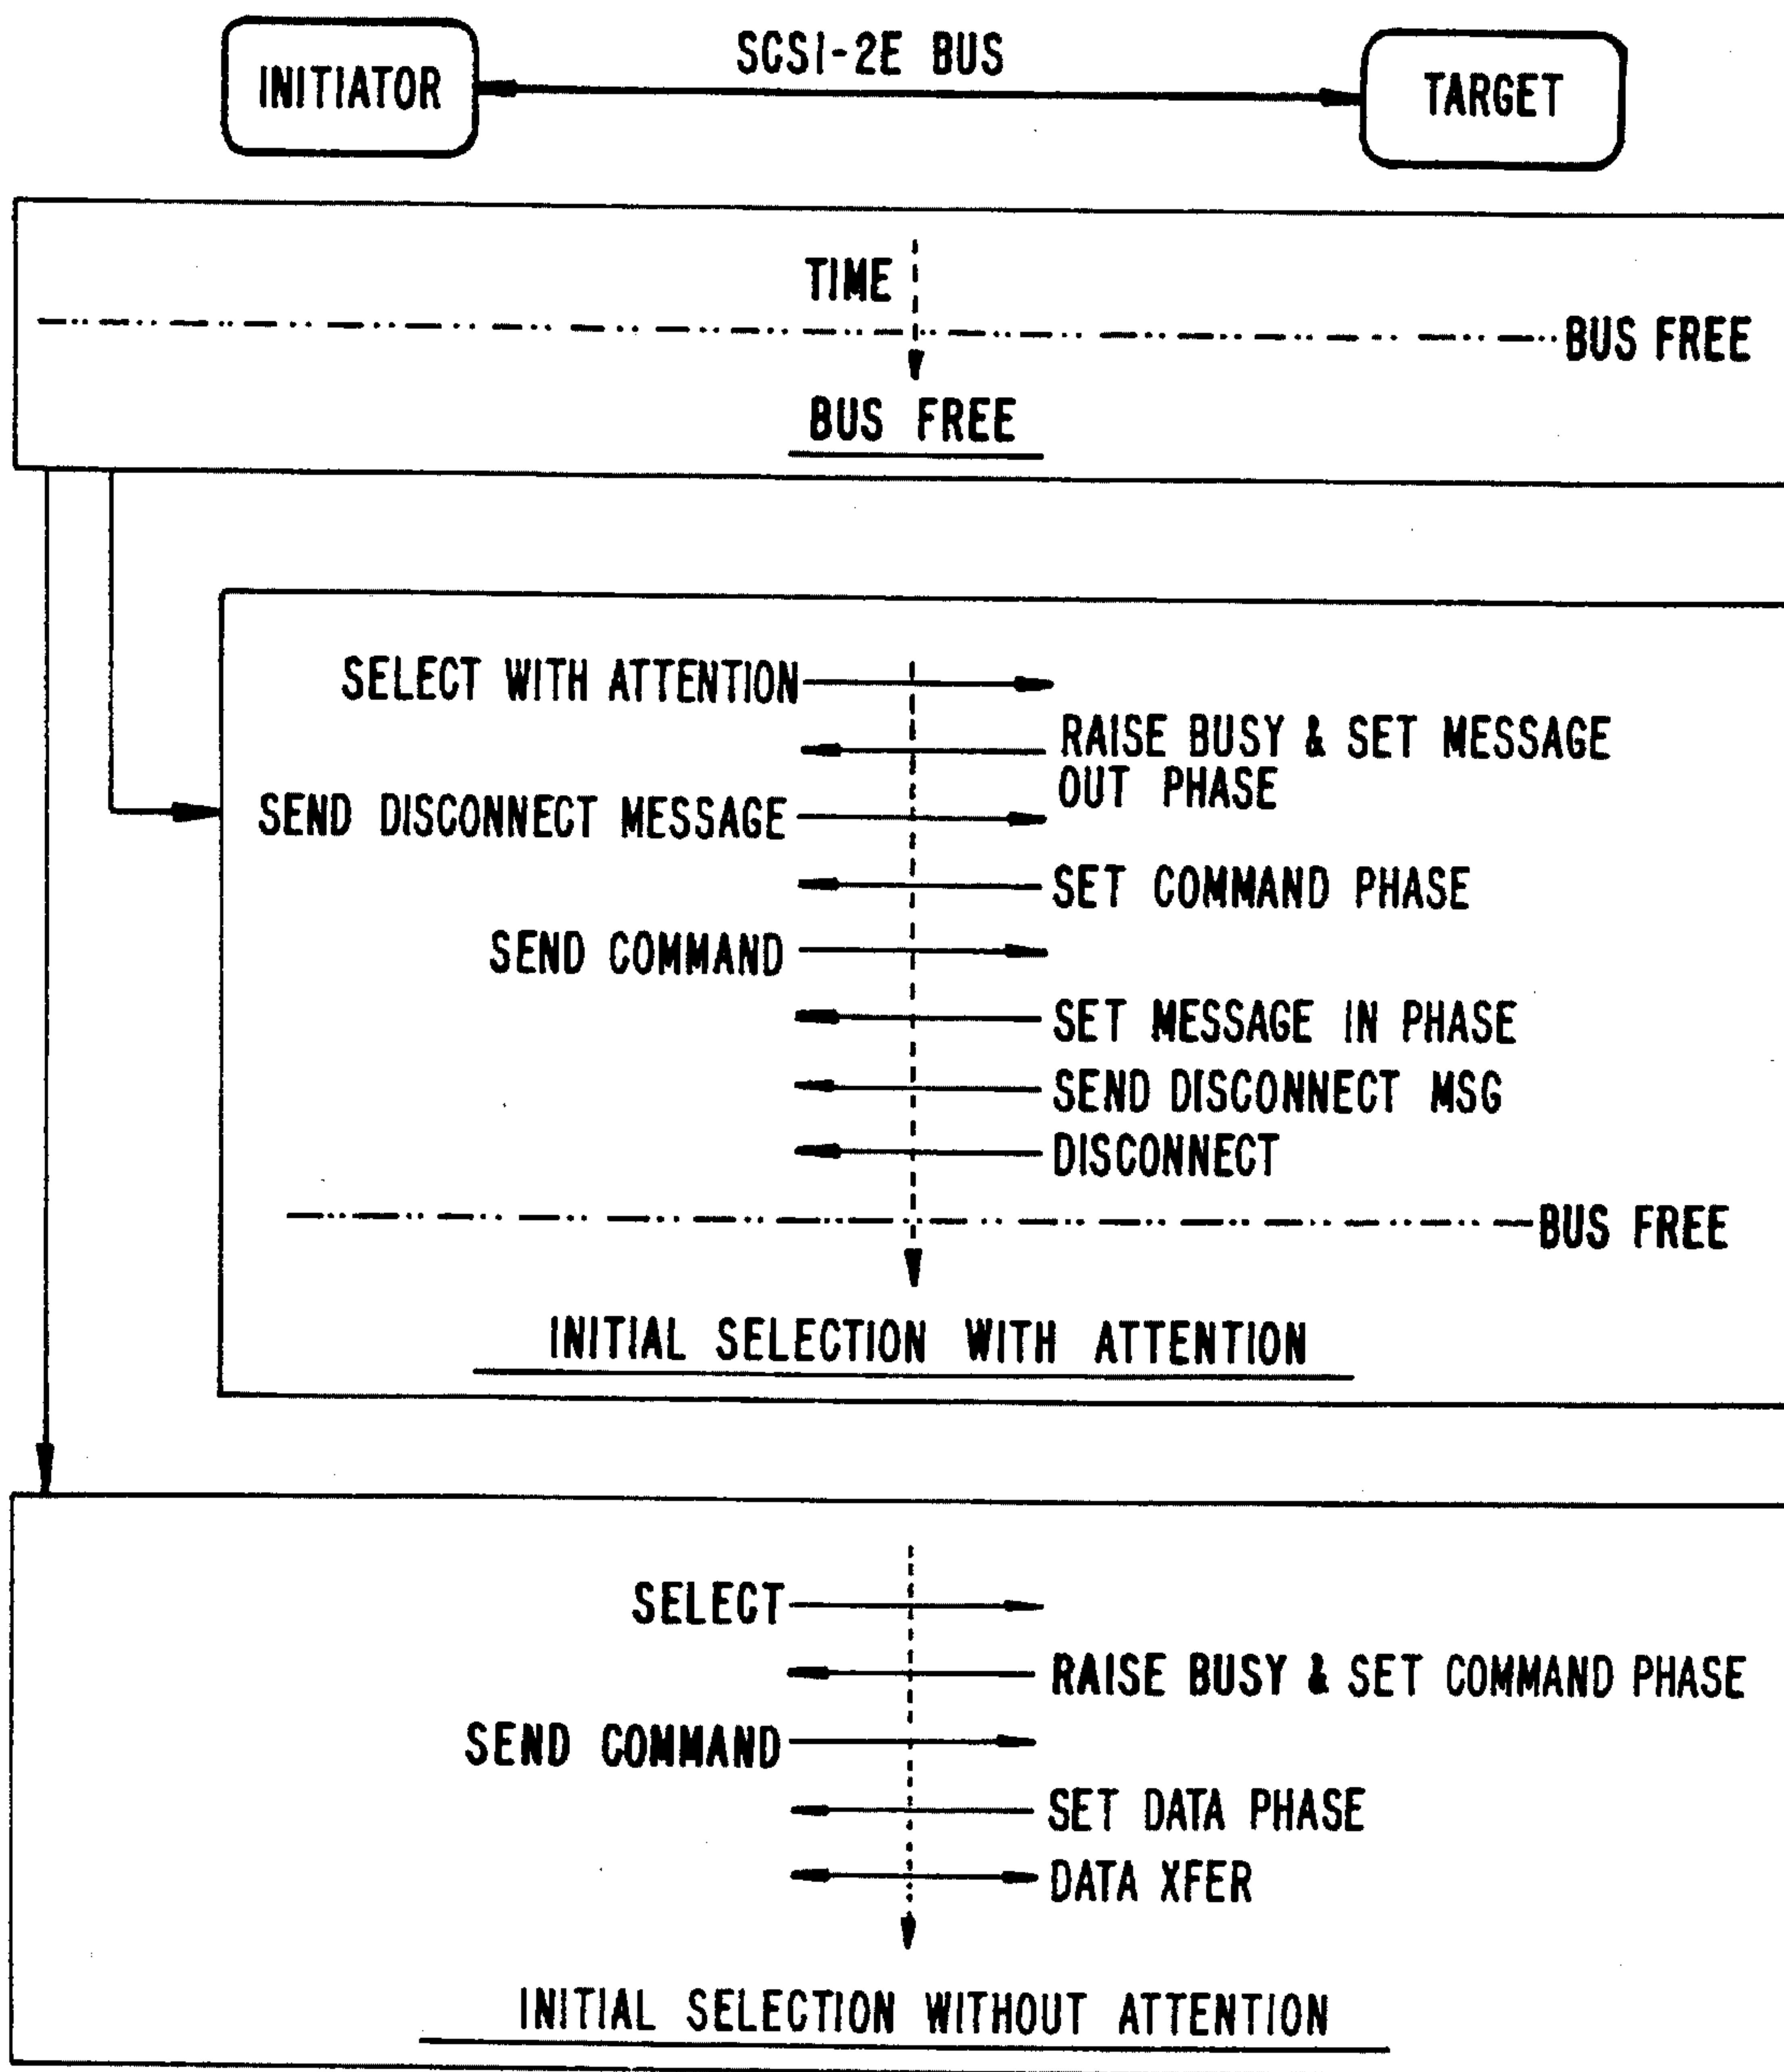 INITIATOR
SCSI-2E BUS
TARGET
TIME
BUS FREE
BUS FREE
SELECT WITH ATTENTION
RAISE BUSY & SET MESSAGE
OUT PHASE
SEND DISCONNECT MESSAGE
SET COMMAND PHASE
SEND COMMAND
SET MESSAGE IN PHASE
SEND DISCONNECT MSG
DISCONNECT
BUS FREE
INITIAL SELECTION WITH ATTENTION
SELECT
RAISE BUSY & SET COMMAND PHASE
SEND COMMAND
SET DATA PHASE
DATA XFER
INITIAL SELECTION WITHOUT ATTENTION